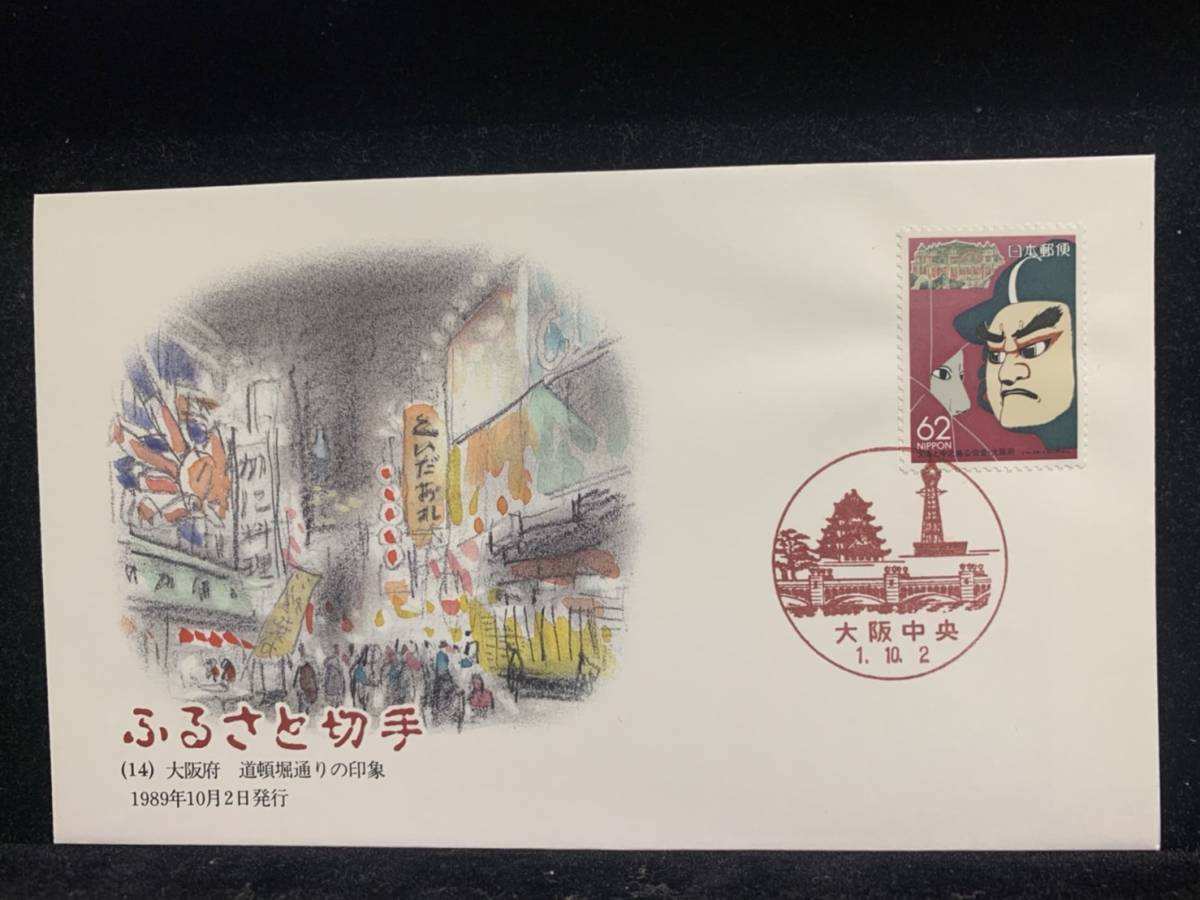 日本郵便
62
NIPPON
大阪中央
1. 10. 2
かに料理
くいだおれ
ふるさと切手
(14) 大阪府 道頓堀通りの印象
1989年10月2日発行